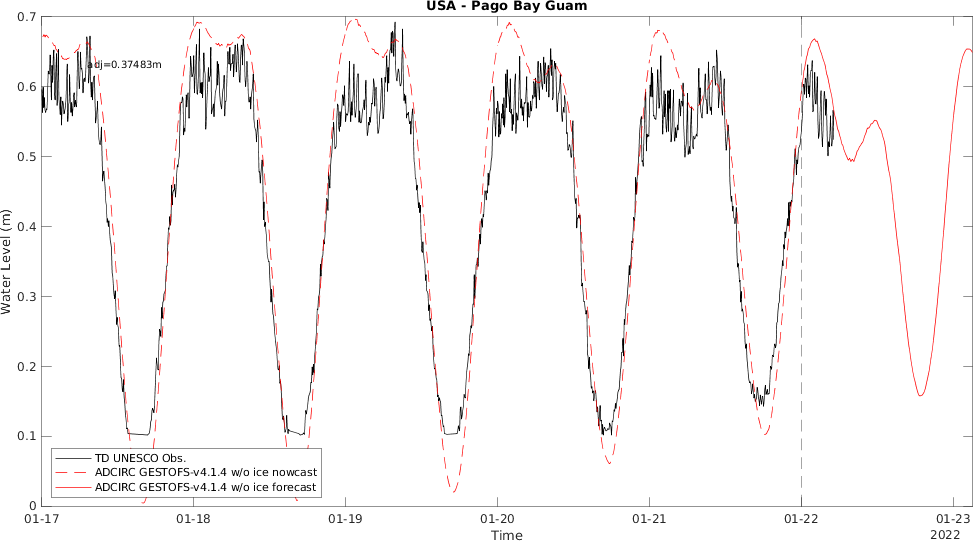 USA - Pago Bay Guam
adj=0.37483m
Water Level (m)
0.7
0.6
0.5
0.4
0.3
0.2
0.1
0
TD UNESCO Obs.
ADCIRC GESTOFS-v4.1.4 w/o ice nowcast
ADCIRC GESTOFS-v4.1.4 w/o ice forecast
01-17 01-18 01-19 01-20 01-21 01-22 01-23
Time
2022